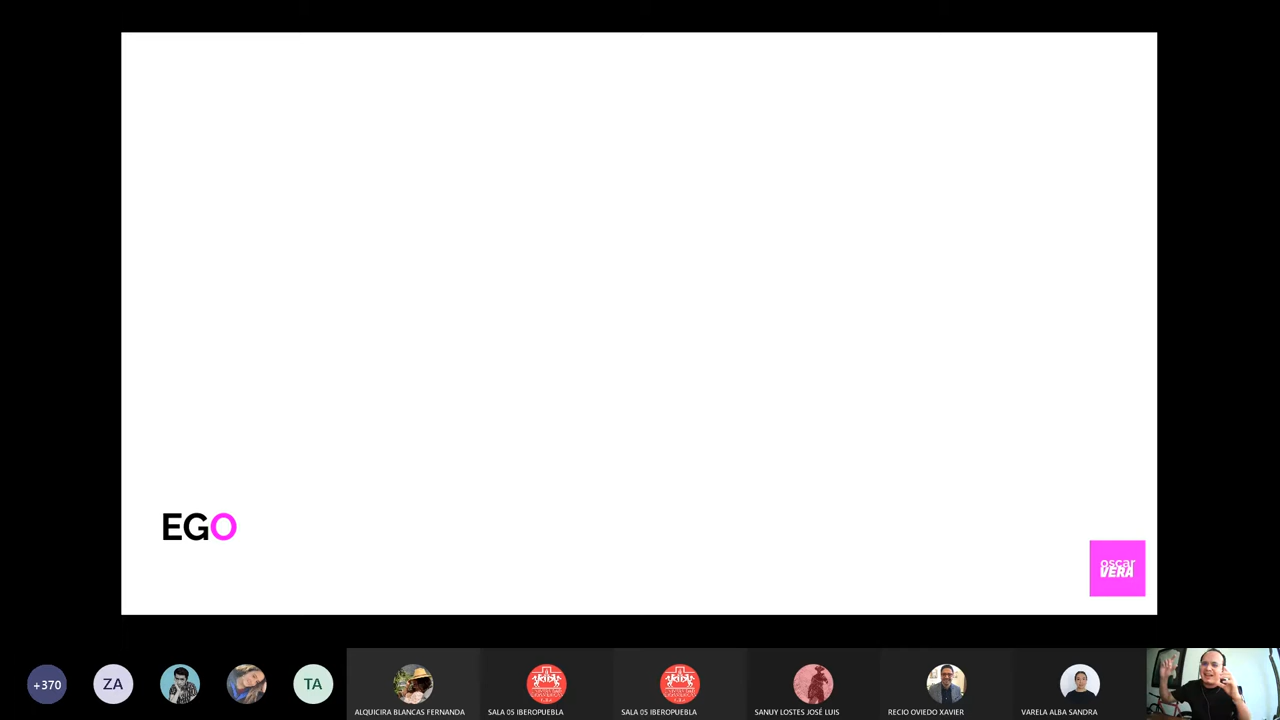 EGO
oscar
VERA
+370
ZA
TA
ALQUICIRA BLANCAS FERNANDA
SALA 05 IBEROPUEBLA
SALA 05 IBEROPUEBLA
SANUY LOSTES JOSÉ LUIS
RECIO OVIEDO XAVIER
VARELA ALBA SANDRA